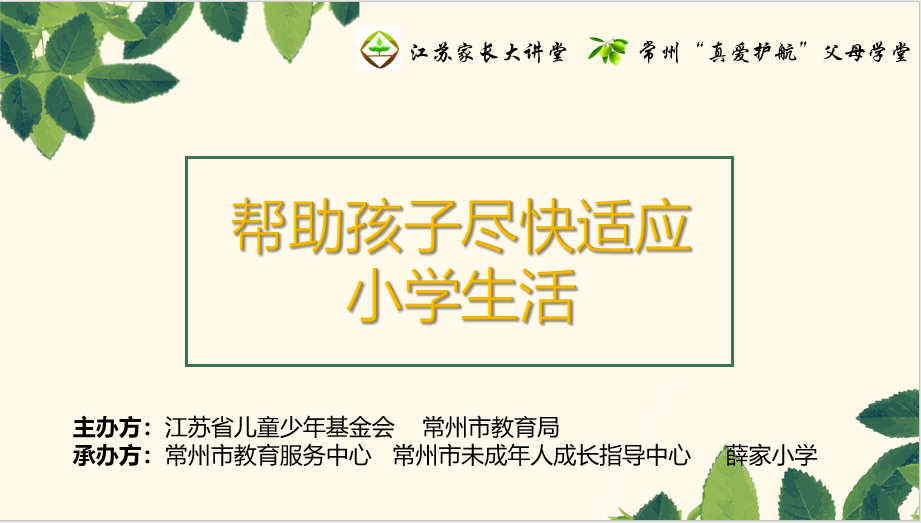 江苏家长大讲堂 常州“真爱护航”父母学堂
帮助孩子尽快适应
小学生活
主办方：江苏省儿童少年基金会 常州市教育局
承办方：常州市教育服务中心 常州市未成年人成长指导中心 薛家小学